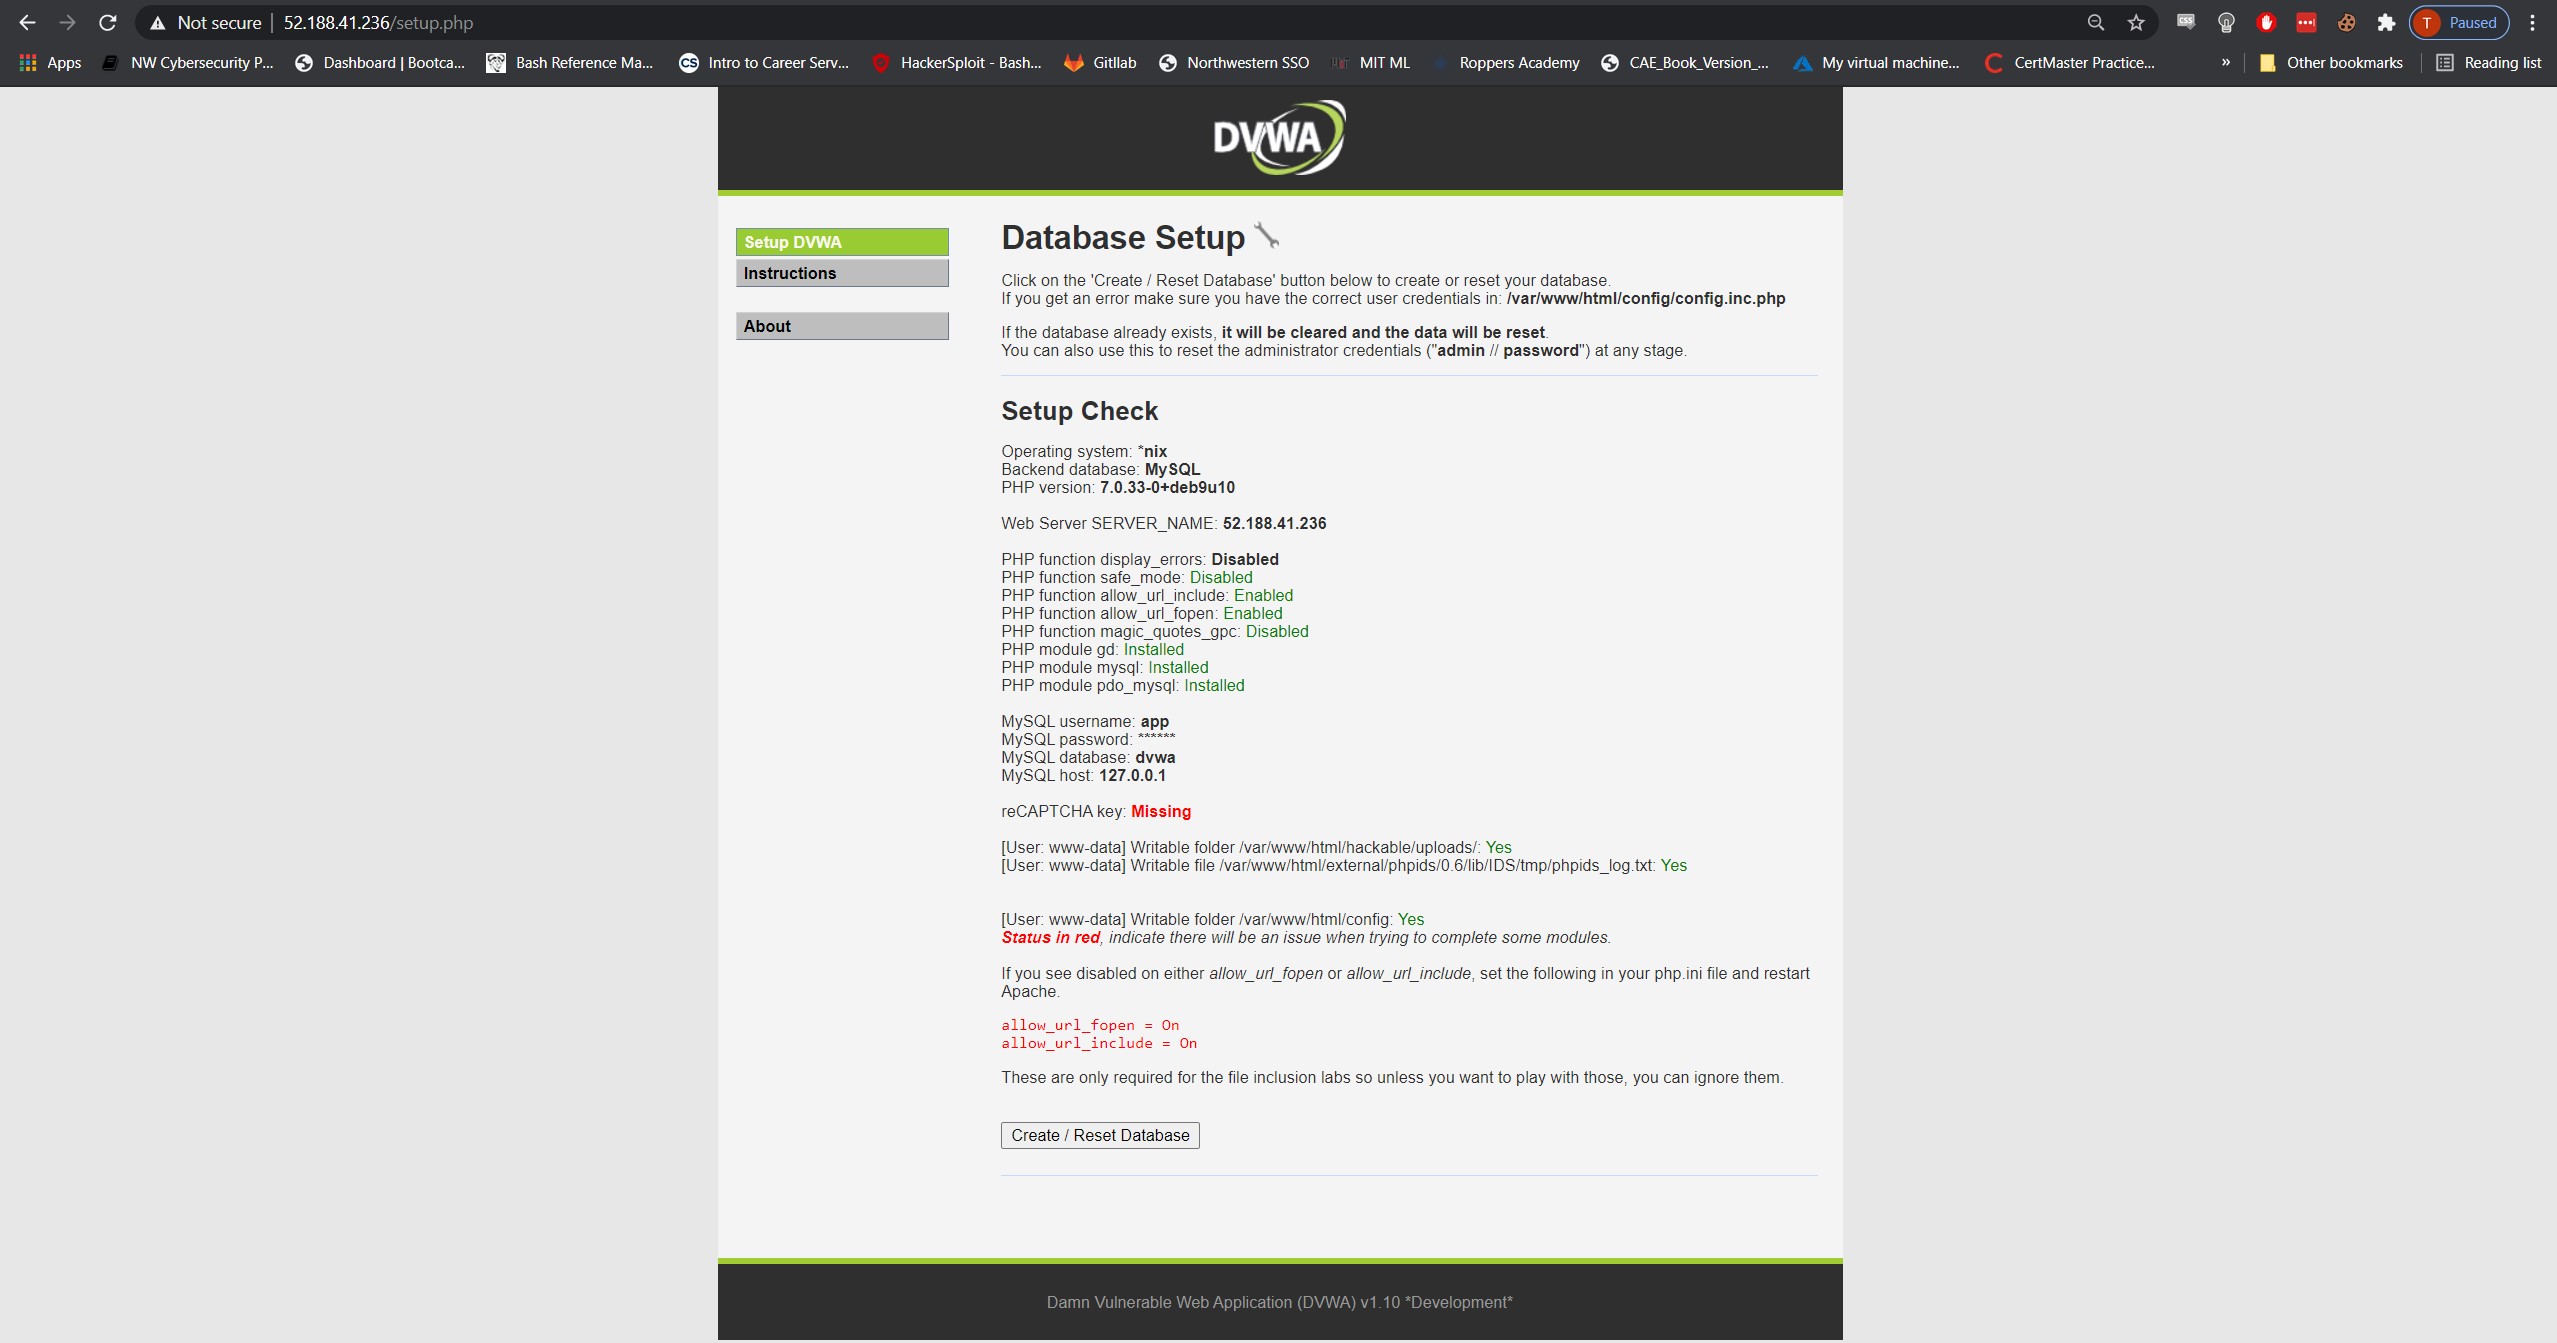 Not secure 52.188.41.236/setup.php
css
T Paused
Apps NW Cybersecurity P... Dashboard | Bootca... Bash Reference Ma... CS Intro to Career Serv... HackerSploit - Bash... Gitlab Northwestern SSO MIT ML Roppers Academy CAE_Book_Version_... My virtual machine... CertMaster Practice... » Other bookmarks Reading list
DVWA
Setup DVWA
Instructions
About
Database Setup
Click on the 'Create / Reset Database' button below to create or reset your database.
If you get an error make sure you have the correct user credentials in: /var/www/html/config/config.inc.php
If the database already exists, it will be cleared and the data will be reset.
You can also use this to reset the administrator credentials ("admin // password") at any stage.
Setup Check
Operating system: *nix
Backend database: MySQL
PHP version: 7.0.33-0+deb9u10
Web Server SERVER_NAME: 52.188.41.236
PHP function display_errors: Disabled
PHP function safe_mode: Disabled
PHP function allow_url_include: Enabled
PHP function allow_url_fopen: Enabled
PHP function magic_quotes_gpc: Disabled
PHP module gd: Installed
PHP module mysql: Installed
PHP module pdo_mysql: Installed
MySQL username: app
MySQL password: ******
MySQL database: dvwa
MySQL host: 127.0.0.1
reCAPTCHA key: Missing
[User: www-data] Writable folder /var/www/html/hackable/uploads/: Yes
[User: www-data] Writable file /var/www/html/external/phpids/0.6/lib/IDS/tmp/phpids_log.txt: Yes
[User: www-data] Writable folder /var/www/html/config: Yes
Status in red, indicate there will be an issue when trying to complete some modules.
If you see disabled on either allow_url_fopen or allow_url_include, set the following in your php.ini file and restart
Apache.
allow_url_fopen = On
allow_url_include = On
These are only required for the file inclusion labs so unless you want to play with those, you can ignore them.
Create / Reset Database
Damn Vulnerable Web Application (DVWA) v1.10 *Development*